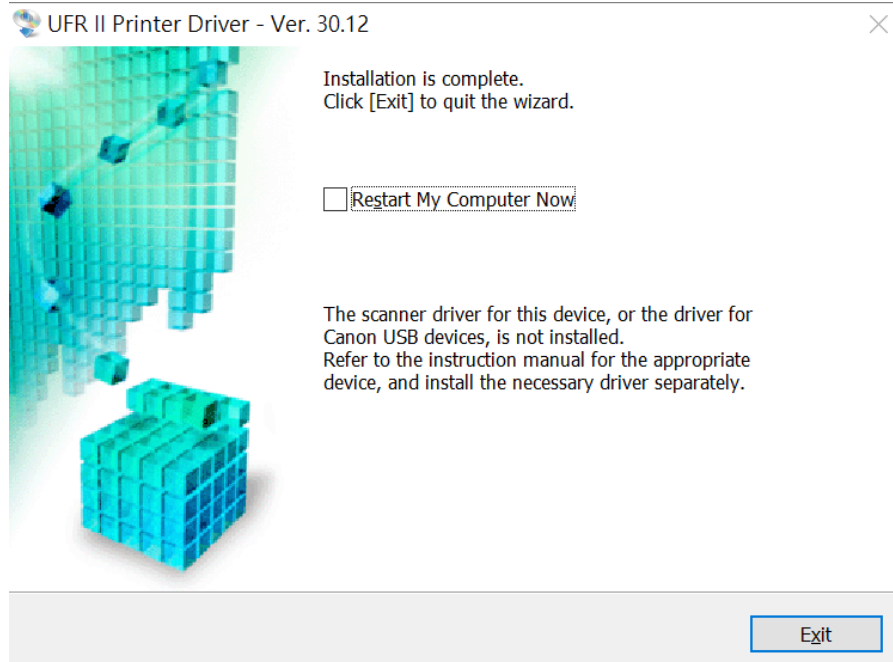 UFR II Printer Driver - Ver. 30.12
Installation is complete.
Click [Exit] to quit the wizard.
Restart My Computer Now
The scanner driver for this device, or the driver for
Canon USB devices, is not installed.
Refer to the instruction manual for the appropriate
device, and install the necessary driver separately.
Exit